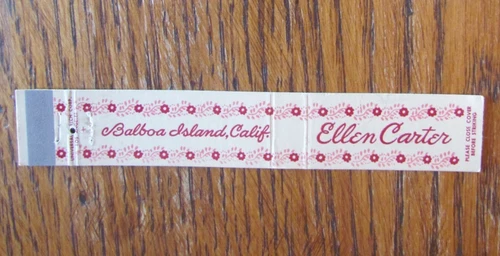 Balboa Island, Calif.
Ellen Carter
PLEASE CLOSE COVER
BEFORE STRIKING